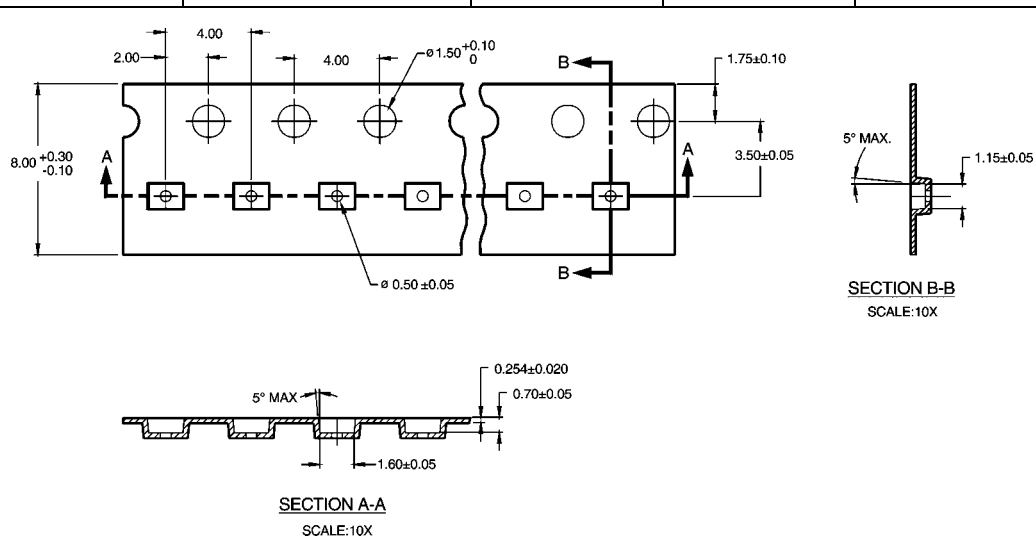 4.00
2.00
4.00
ø1.50 +0.10
0
B
1.75±0.10
8.00 +0.30
-0.10
A
A
3.50±0.05
5° MAX.
1.15±0.05
B
ø 0.50±0.05
SECTION B-B
SCALE:10X
0.254±0.020
5° MAX
0.70±0.05
1.60±0.05
SECTION A-A
SCALE:10X